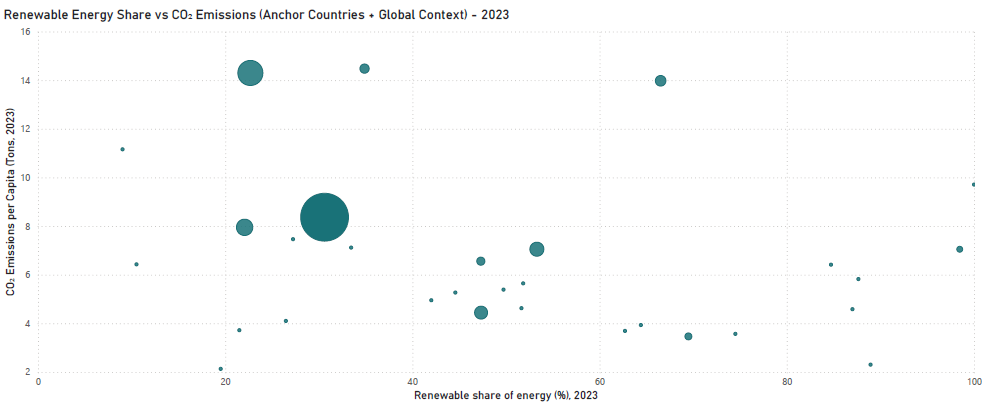 Renewable Energy Share vs CO₂ Emissions (Anchor Countries + Global Context) - 2023
16
14
12
10
8
6
4
2
CO₂ Emissions per Capita (Tons, 2023)
0 20 40 60 80 100
Renewable share of energy (%), 2023